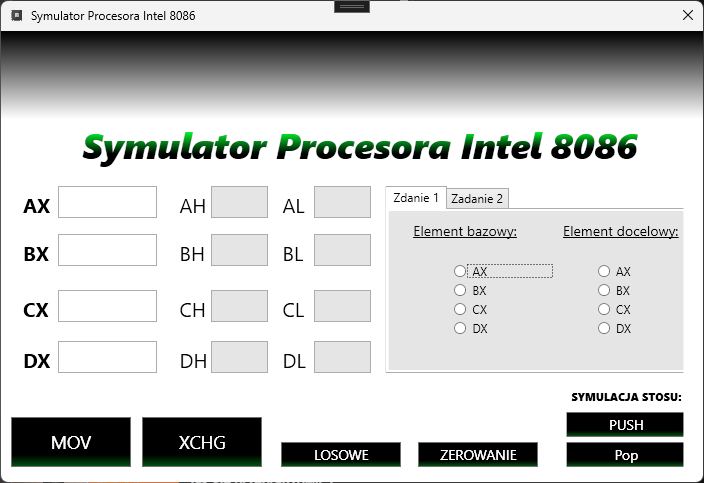 Symulator Procesora Intel 8086
Symulator Procesora Intel 8086
AX AH AL
BX BH BL
CX CH CL
DX DH DL
Zdanie 1 Zadanie 2
Element bazowy: Element docelowy:
AX AX
BX BX
CX CX
DX DX
SYMULACJA STOSU:
MOV XCHG LOSOWE ZEROWANIE PUSH
Pop